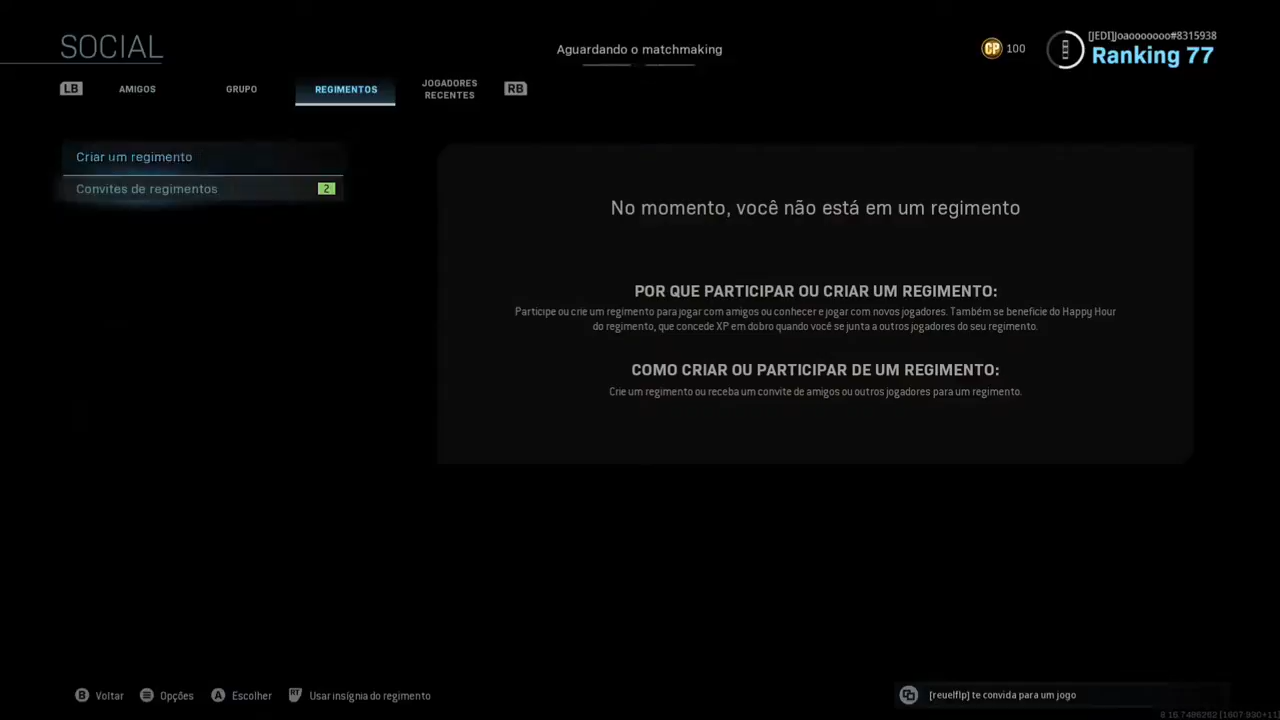 SOCIAL
Aguardando o matchmaking
CP 100
[JEDI]Joaooooooo#8315938
Ranking 77
LB AMIGOS GRUPO REGIMENTOS JOGADORES RECENTES RB
Criar um regimento
Convites de regimentos 2
No momento, você não está em um regimento
POR QUE PARTICIPAR OU CRIAR UM REGIMENTO:
Participe ou crie um regimento para jogar com amigos ou conhecer e jogar com novos jogadores. Também se beneficie do Happy Hour
do regimento, que concede XP em dobro quando você se junta a outros jogadores do seu regimento.
COMO CRIAR OU PARTICIPAR DE UM REGIMENTO:
Crie um regimento ou receba um convite de amigos ou outros jogadores para um regimento.
B Voltar Opções A Escolher RT Usar insígnia do regimento
[reuelflp] te convida para um jogo